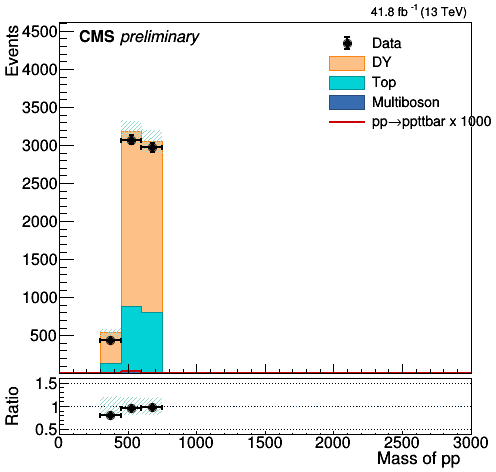 41.8 fb⁻¹ (13 TeV)
CMS preliminary
Events
4500
4000
3500
3000
2500
2000
1500
1000
500
Data
DY
Top
Multiboson
pp→ppttbar x 1000
Ratio
1.5
1
0.5
0 500 1000 1500 2000 2500 3000
Mass of pp